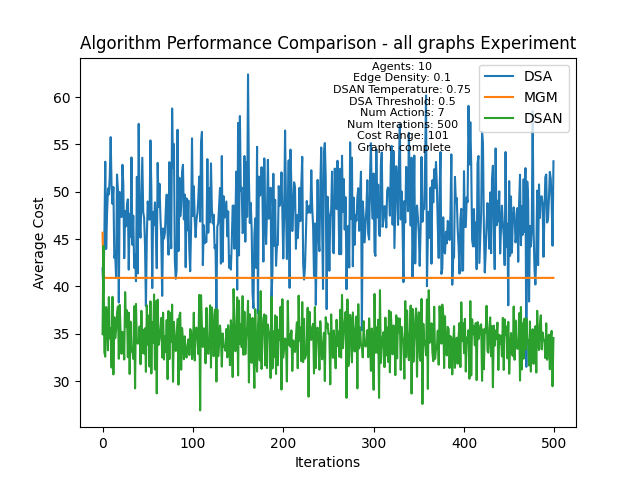 Algorithm Performance Comparison - all graphs Experiment
Agents: 10
Edge Density: 0.1
DSAN Temperature: 0.75
DSA Threshold: 0.5
Num Actions: 7
Num Iterations: 500
Cost Range: 101
Graph: complete
DSA
MGM
DSAN
Average Cost
60
55
50
45
40
35
30
0
100
200
300
400
500
Iterations